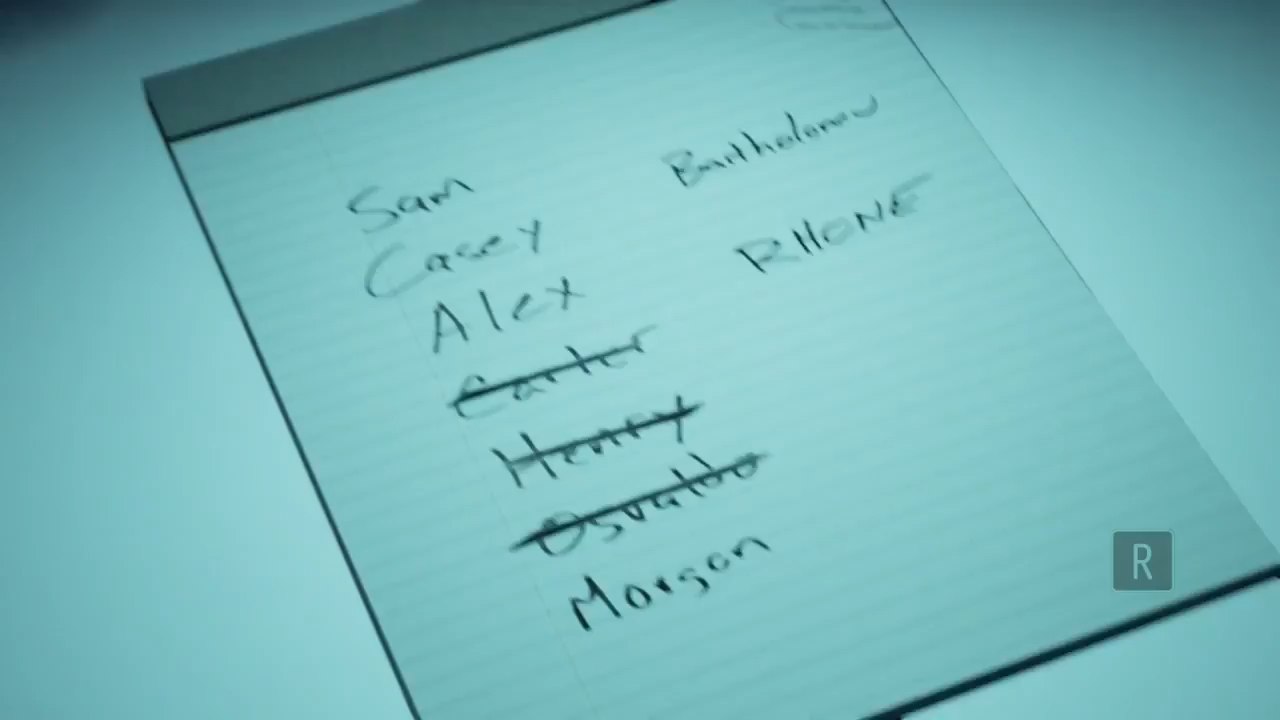 Sam
Casey
Alex
Carter
Henry
Osvaldo
Morgan
Bartholomew
RHONE
R